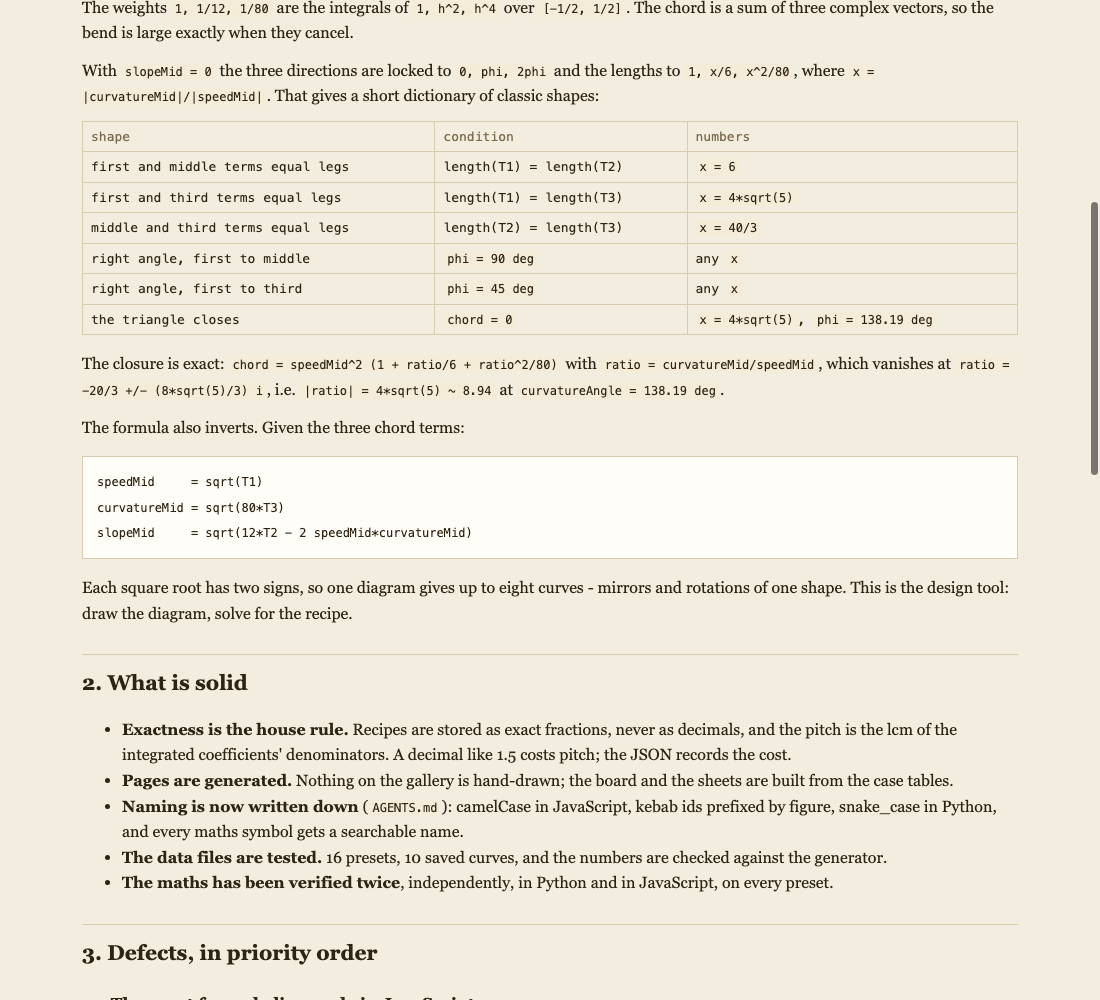 The weights 1, 1/12, 1/80 are the integrals of 1, h^2, h^4 over [-1/2, 1/2]. The chord is a sum of three complex vectors, so the
bend is large exactly when they cancel.
With slopeMid = 0 the three directions are locked to 0, phi, 2phi and the lengths to 1, x/6, x^2/80, where x =
|curvatureMid|/|speedMid|. That gives a short dictionary of classic shapes:
shape condition numbers
first and middle terms equal legs length(T1) = length(T2) x = 6
first and third terms equal legs length(T1) = length(T3) x = 4*sqrt(5)
middle and third terms equal legs length(T2) = length(T3) x = 40/3
right angle, first to middle phi = 90 deg any x
right angle, first to third phi = 45 deg any x
the triangle closes chord = 0 x = 4*sqrt(5), phi = 138.19 deg
The closure is exact: chord = speedMid^2 (1 + ratio/6 + ratio^2/80) with ratio = curvatureMid/speedMid, which vanishes at ratio =
-20/3 +/- (8*sqrt(5)/3) i, i.e. |ratio| = 4*sqrt(5) ~ 8.94 at curvatureAngle = 138.19 deg.
The formula also inverts. Given the three chord terms:
speedMid     = sqrt(T1)
curvatureMid = sqrt(80*T3)
slopeMid     = sqrt(12*T2 - 2 speedMid*curvatureMid)
Each square root has two signs, so one diagram gives up to eight curves - mirrors and rotations of one shape. This is the design tool:
draw the diagram, solve for the recipe.
2. What is solid
• Exactness is the house rule. Recipes are stored as exact fractions, never as decimals, and the pitch is the lcm of the
integrated coefficients' denominators. A decimal like 1.5 costs pitch; the JSON records the cost.
• Pages are generated. Nothing on the gallery is hand-drawn; the board and the sheets are built from the case tables.
• Naming is now written down ( AGENTS.md ): camelCase in JavaScript, kebab ids prefixed by figure, snake_case in Python,
and every maths symbol gets a searchable name.
• The data files are tested. 16 presets, 10 saved curves, and the numbers are checked against the generator.
• The maths has been verified twice, independently, in Python and in JavaScript, on every preset.
3. Defects, in priority order